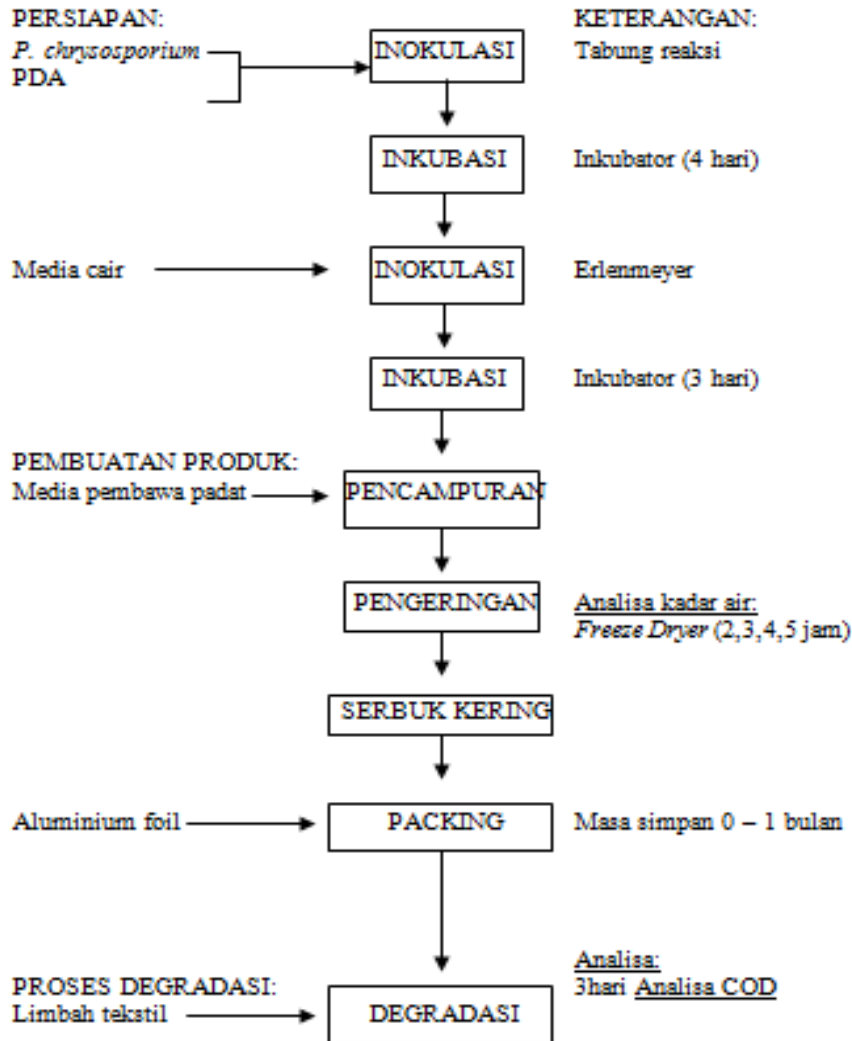 PERSIAPAN:
KETERANGAN:
P. chrysosporium
PDA
INOKULASI
Tabung reaksi
INKUBASI
Inkubator (4 hari)
Media cair
INOKULASI
Erlenmeyer
INKUBASI
Inkubator (3 hari)
PEMBUATAN PRODUK:
Media pembawa padat
PENCAMPURAN
PENGERINGAN
Analisa kadar air:
Freeze Dryer (2,3,4,5 jam)
SERBUK KERING
Aluminium foil
PACKING
Masa simpan 0 – 1 bulan
PROSES DEGRADASI:
Limbah tekstil
DEGRADASI
Analisa:
3hari Analisa COD